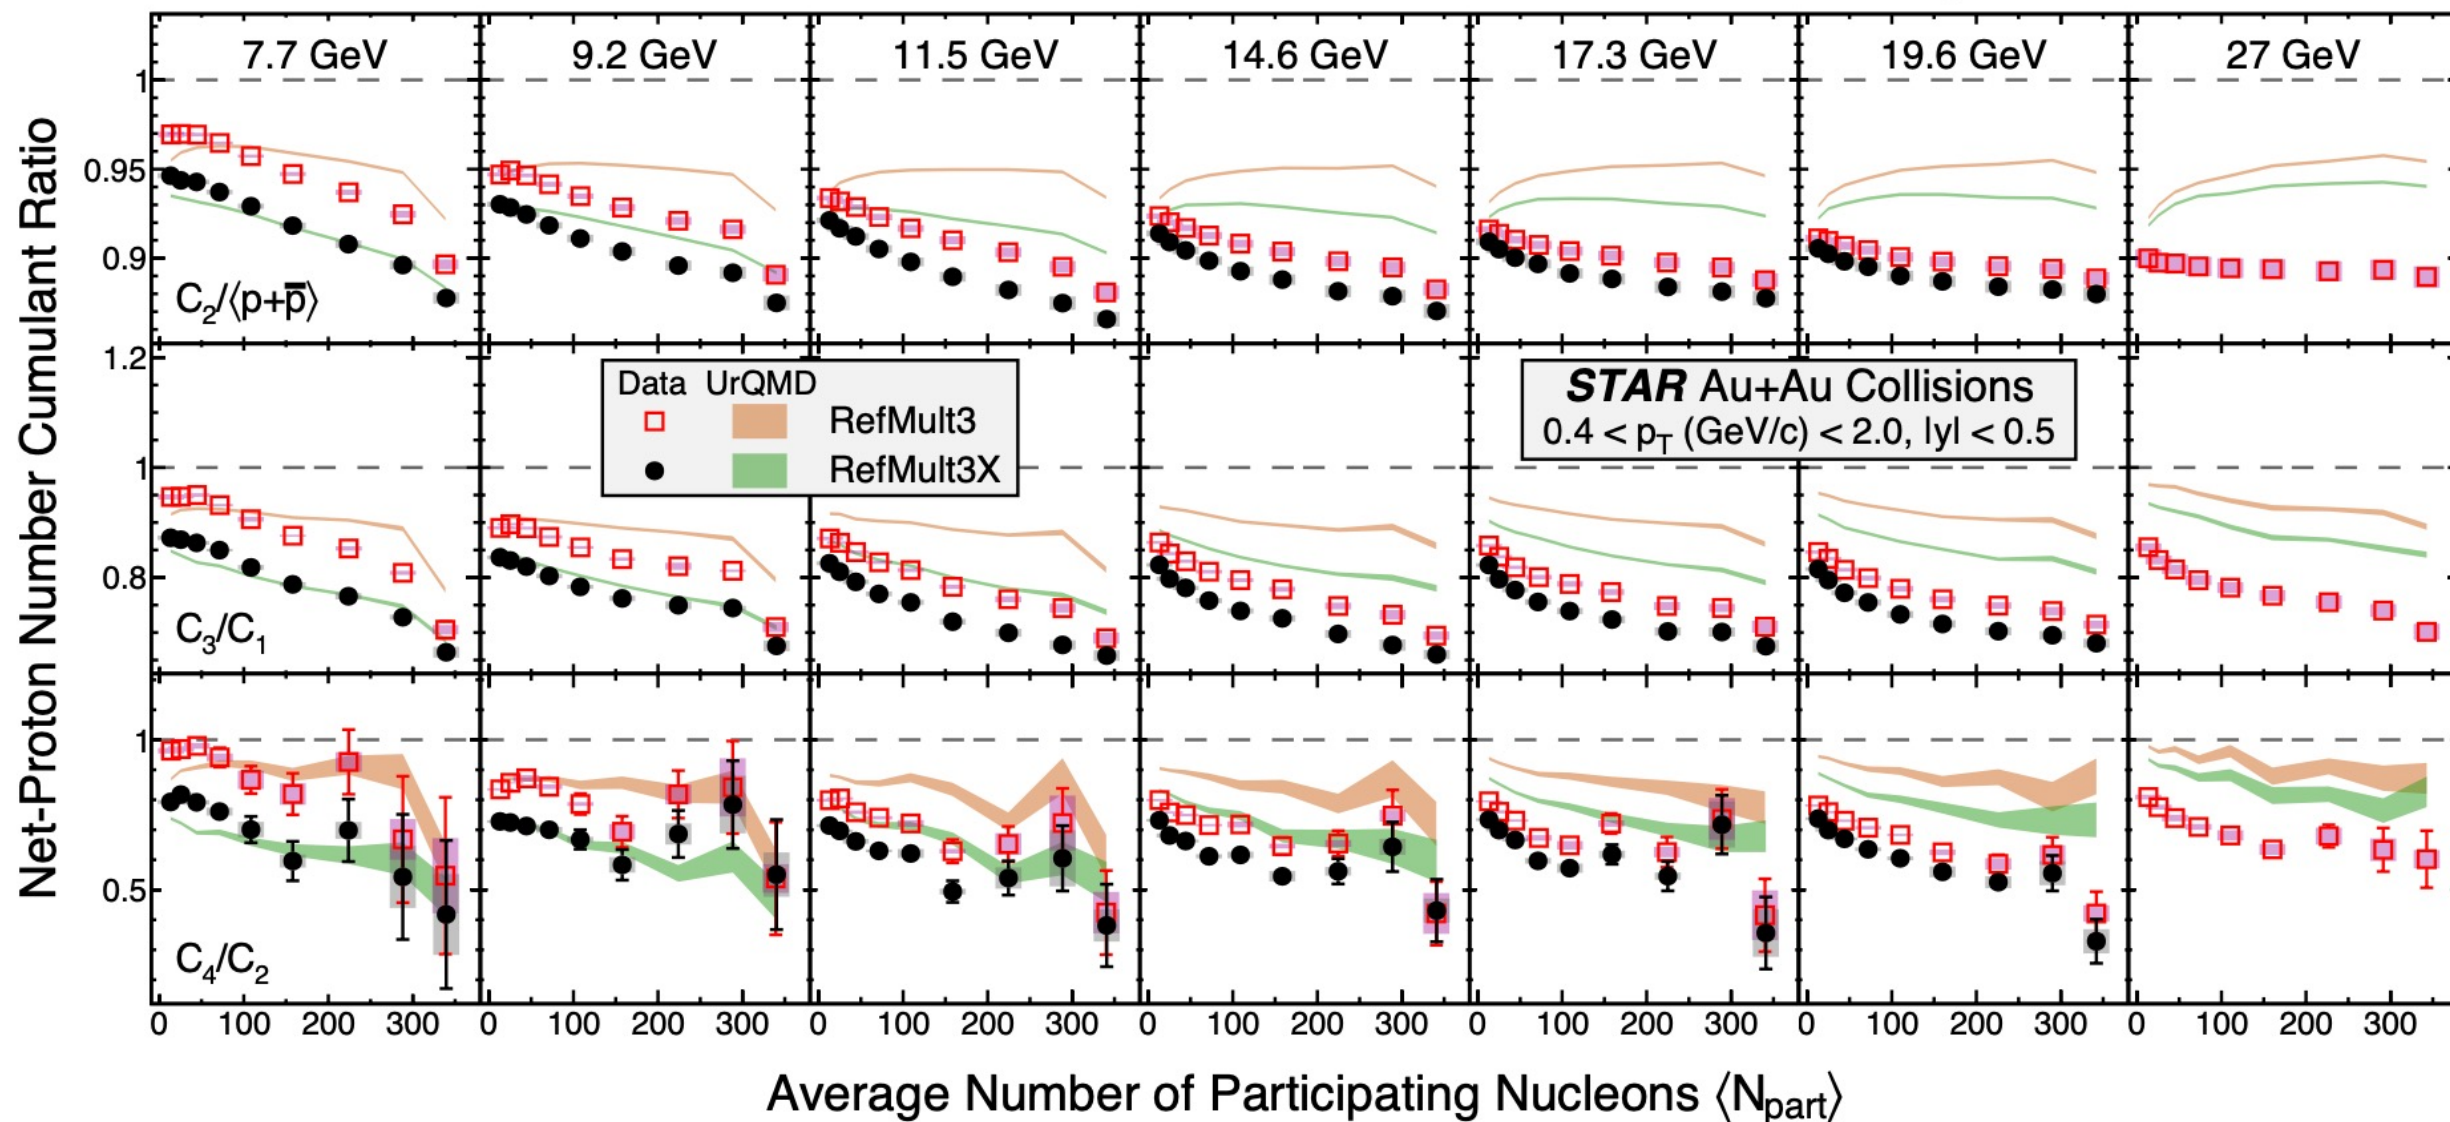 Net-Proton Number Cumulant Ratio
7.7 GeV
9.2 GeV
11.5 GeV
14.6 GeV
17.3 GeV
19.6 GeV
27 GeV
1
0.95
0.9
C₂/⟨p+p̅⟩
1.2
1
0.8
C₃/C₁
Data UrQMD
RefMult3
RefMult3X
STAR Au+Au Collisions
0.4 < p_T (GeV/c) < 2.0, |y| < 0.5
1
0.5
C₄/C₂
0 100 200 300 0 100 200 300 0 100 200 300 0 100 200 300 0 100 200 300 0 100 200 300 0 100 200 300
Average Number of Participating Nucleons ⟨N_part⟩